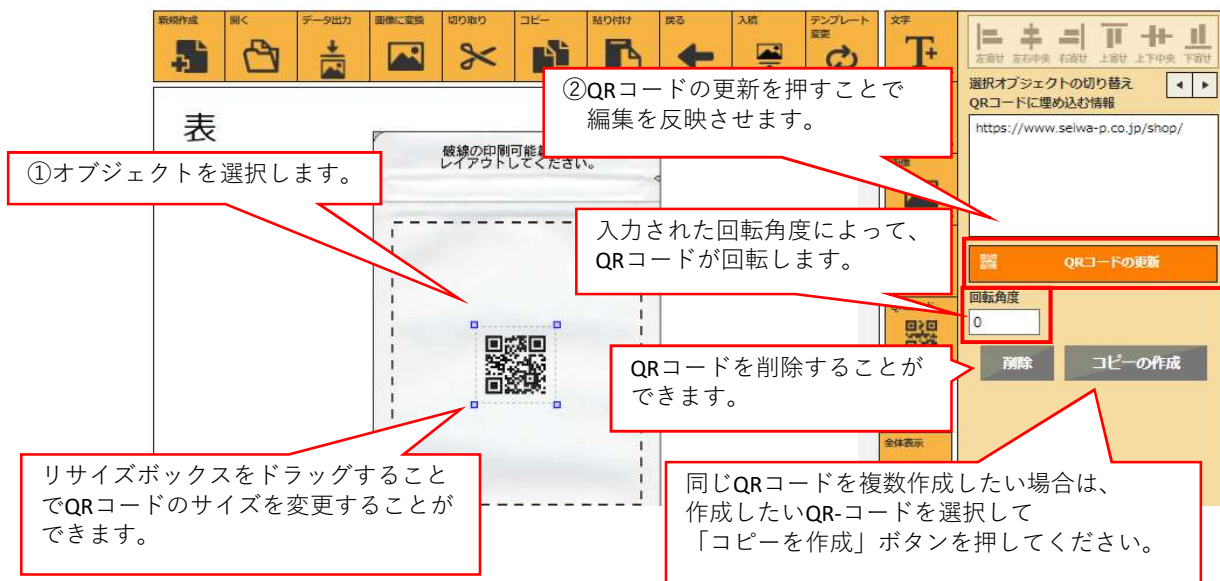 新規作成
開く
データ出力
画像に変換
切り取り
コピー
貼り付け
戻る
入稿
テンプレート
変更
文字
左寄せ 左右中央 右寄せ 上寄せ 上下中央 下寄せ
選択オブジェクトの切り替え
QRコードに埋め込む情報
https://www.seiwa-p.co.jp/shop/
②QRコードの更新を押すことで
編集を反映させます。
表
破線の印刷可能
レイアウトしてください。
①オブジェクトを選択します。
入力された回転角度によって、
QRコードが回転します。
QRコードの更新
回転角度
0
削除
コピーの作成
QRコードを削除することが
できます。
全体表示
リサイズボックスをドラッグすること
でQRコードのサイズを変更することが
できます。
同じQRコードを複数作成したい場合は、
作成したいQR-コードを選択して
「コピーを作成」ボタンを押してください。